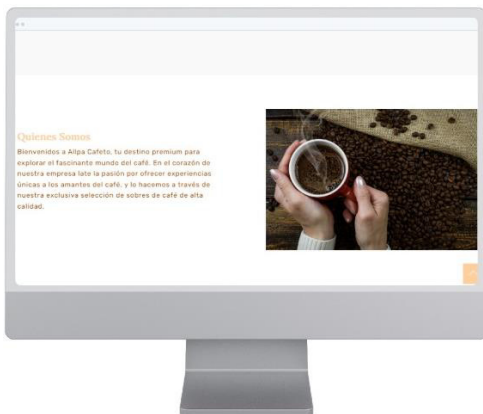 Quienes Somos
Bienvenidos a Allpa Cafeto, tu destino premium para
explorar el fascinante mundo del café. En el corazón de
nuestra empresa late la pasión por ofrecer experiencias
únicas a los amantes del café, y lo hacemos a través de
nuestra exclusiva selección de sobres de café de alta
calidad.